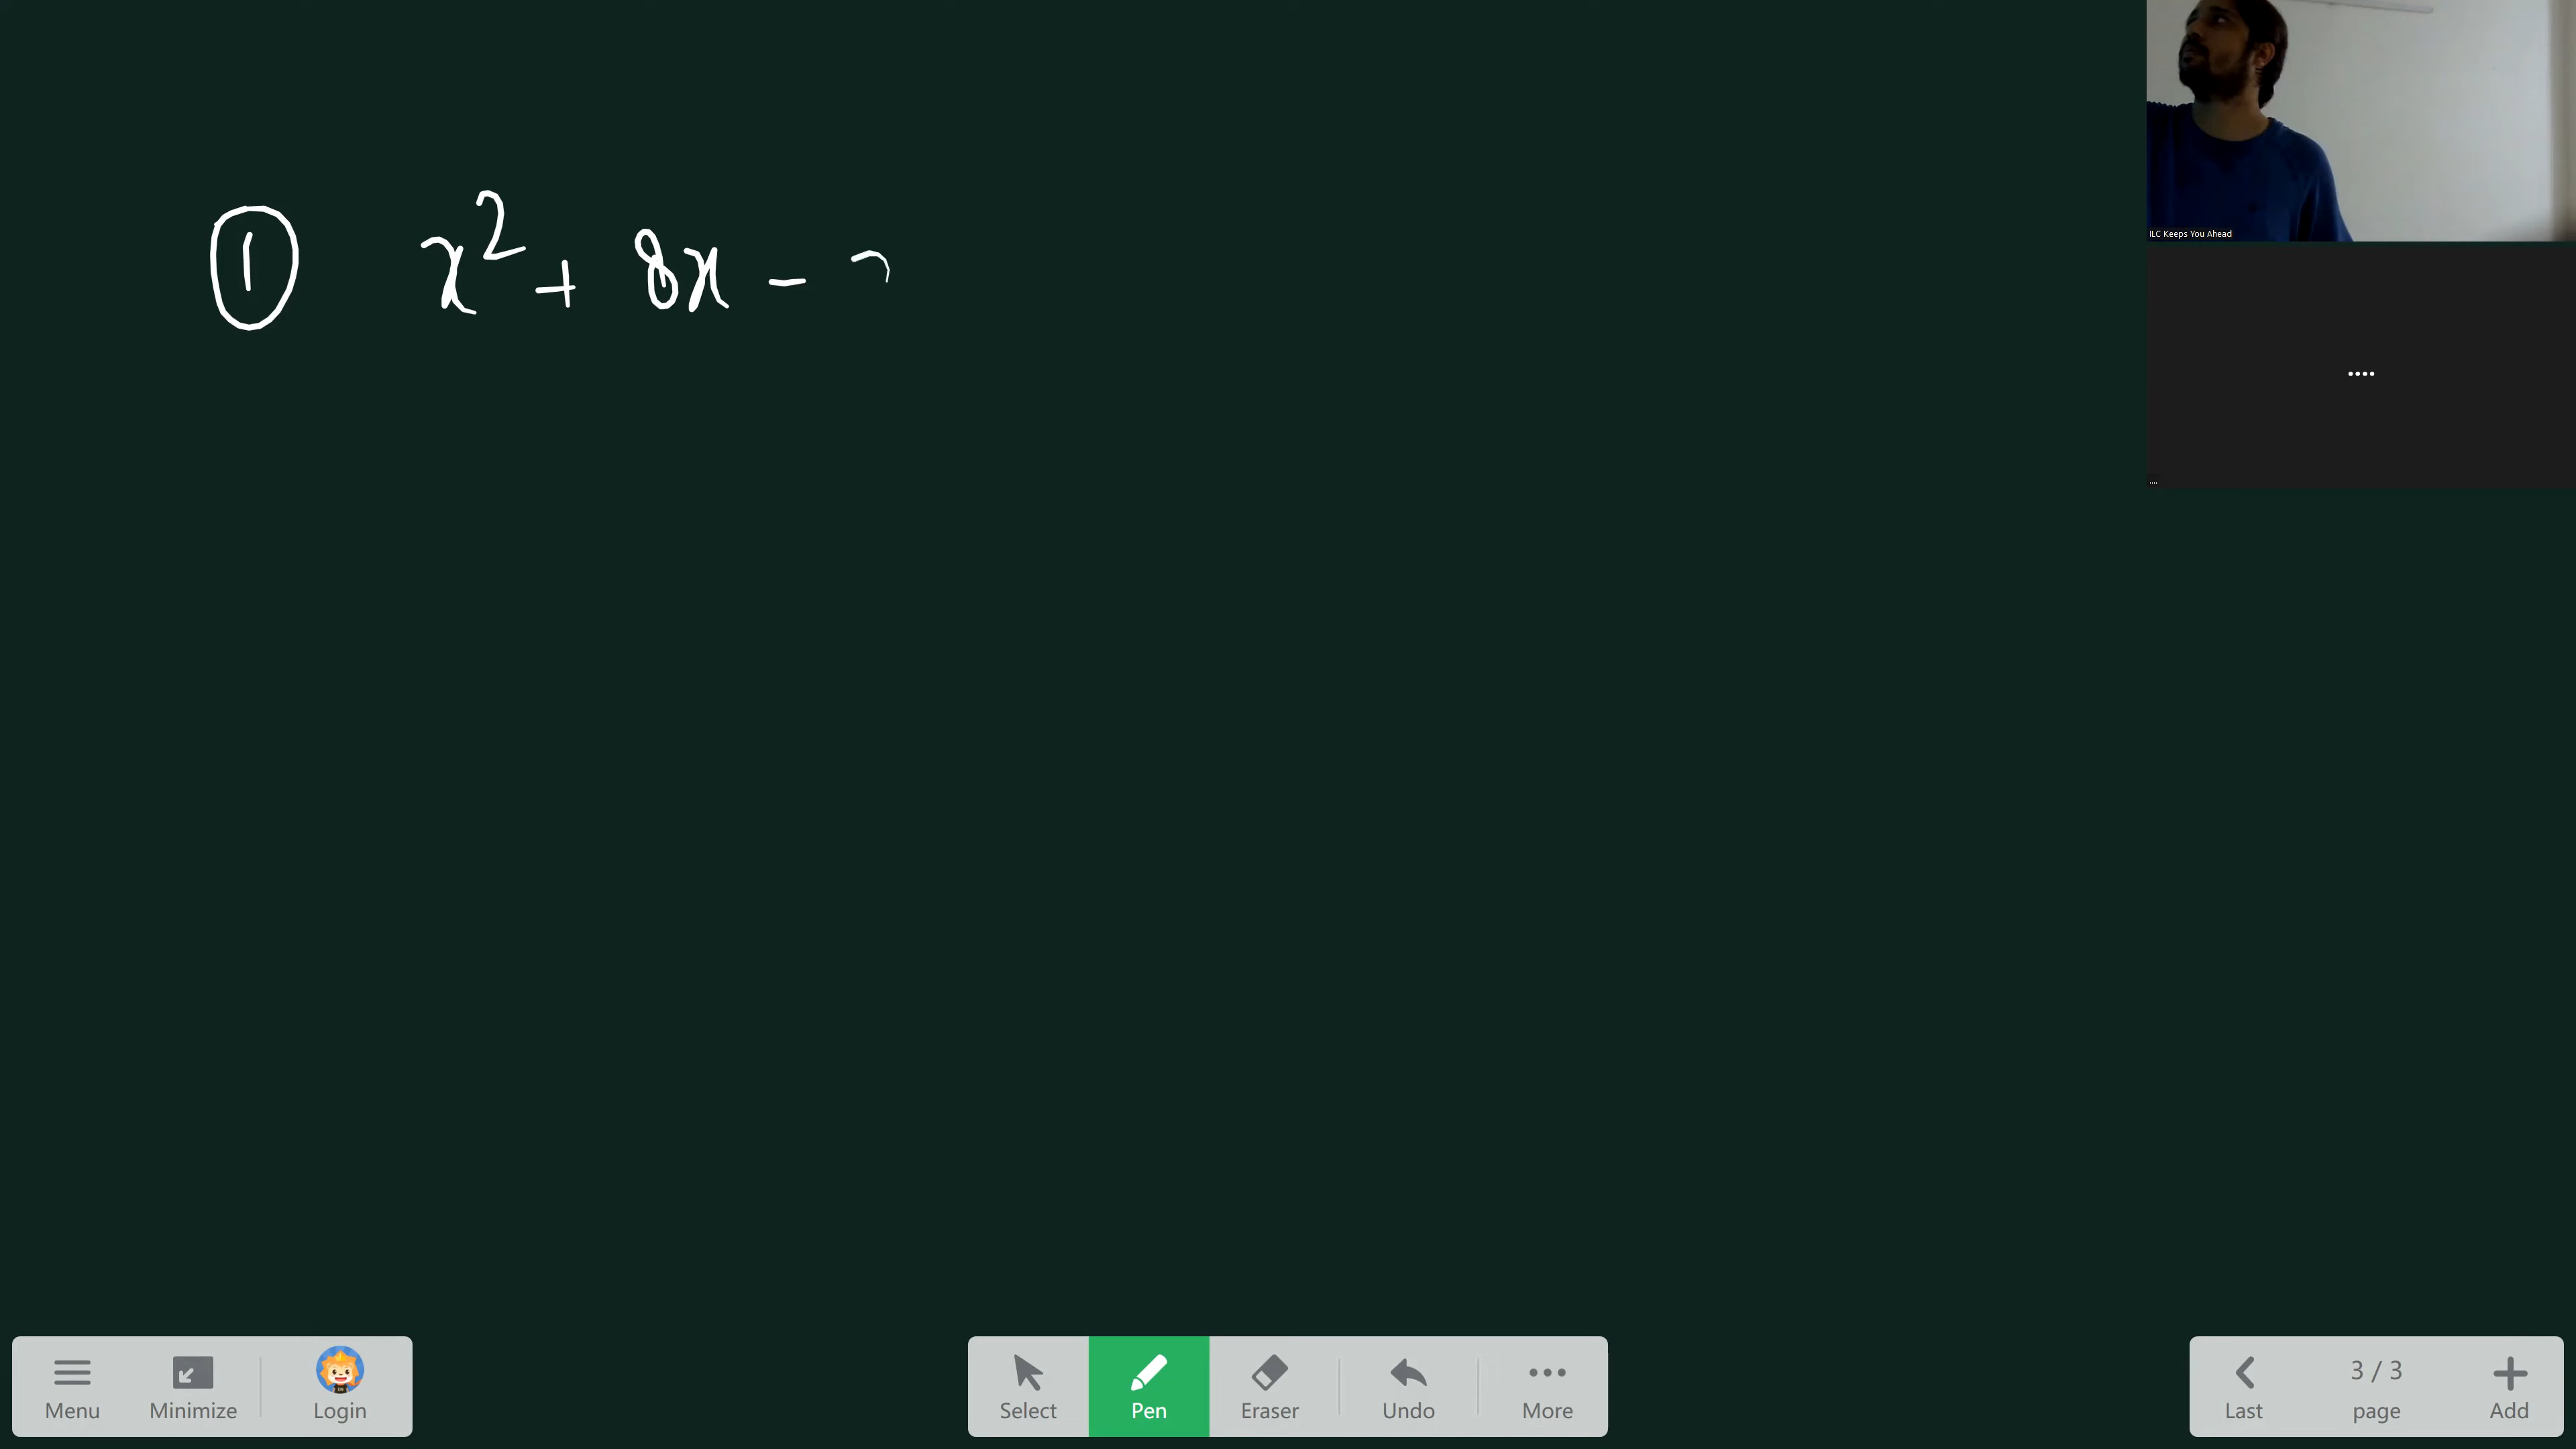 ① x² + 8x -
ILC Keeps You Ahead
....
....
Menu Minimize Login Select Pen Eraser Undo More Last 3 / 3 page Add